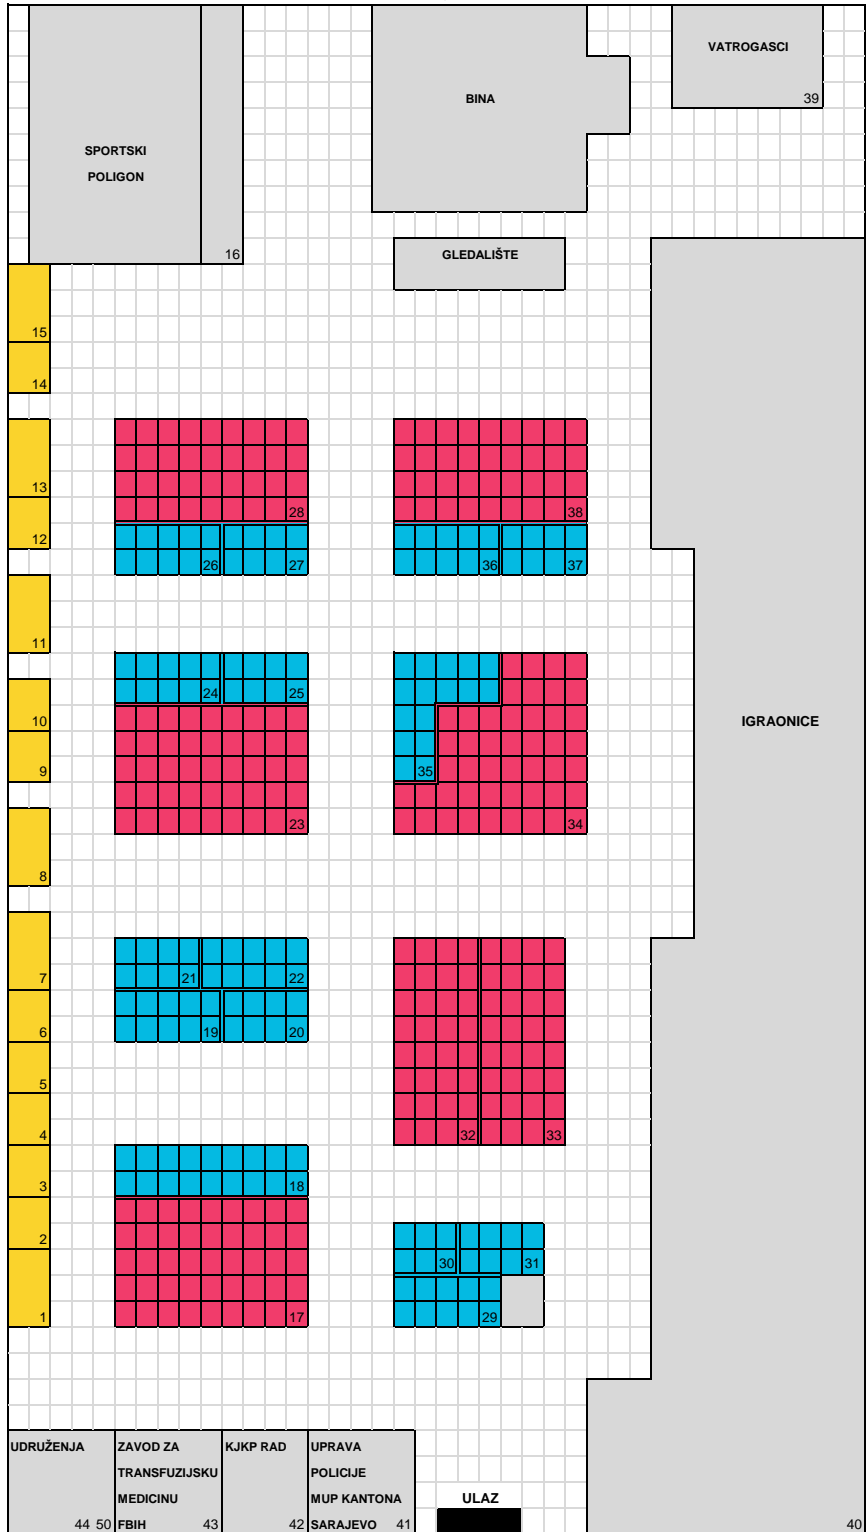 VATROGASCI
BINA
39
SPORTSKI
POLIGON
16
GLEDALIŠTE
15
14
13
28
38
12
26
27
36
37
11
24
25
10
IGRAONICE
9
35
23
34
8
7
21
22
6
19
20
5
4
32
33
3
18
2
30
31
1
17
29
UDRUŽENJA
44 50
ZAVOD ZA
TRANSFUZIJSKU
MEDICINU
FBIH 43
KJKP RAD
42
UPRAVA
POLICIJE
MUP KANTONA
SARAJEVO 41
ULAZ
40